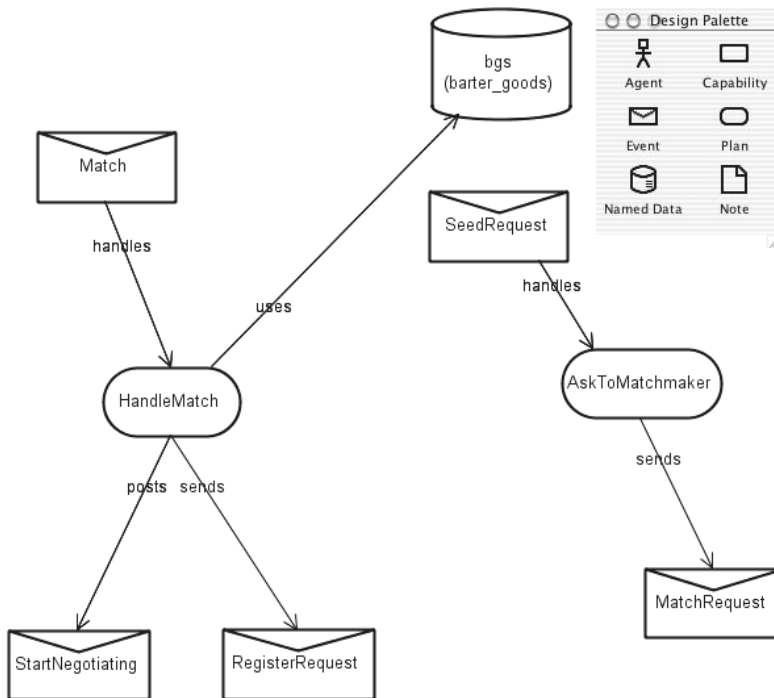 bgs
(barter_goods)
Design Palette
Agent
Capability
Event
Plan
Named Data
Note
Match
SeedRequest
handles
handles
uses
HandleMatch
AskToMatchmaker
sends
posts
sends
MatchRequest
StartNegotiating
RegisterRequest